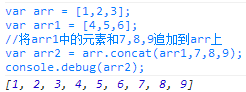 var arr = [1,2,3];
var arr1 = [4,5,6];
//将arr1中的元素和7,8,9追加到arr上
var arr2 = arr.concat(arr1,7,8,9);
console.debug(arr2);
[1, 2, 3, 4, 5, 6, 7, 8, 9]